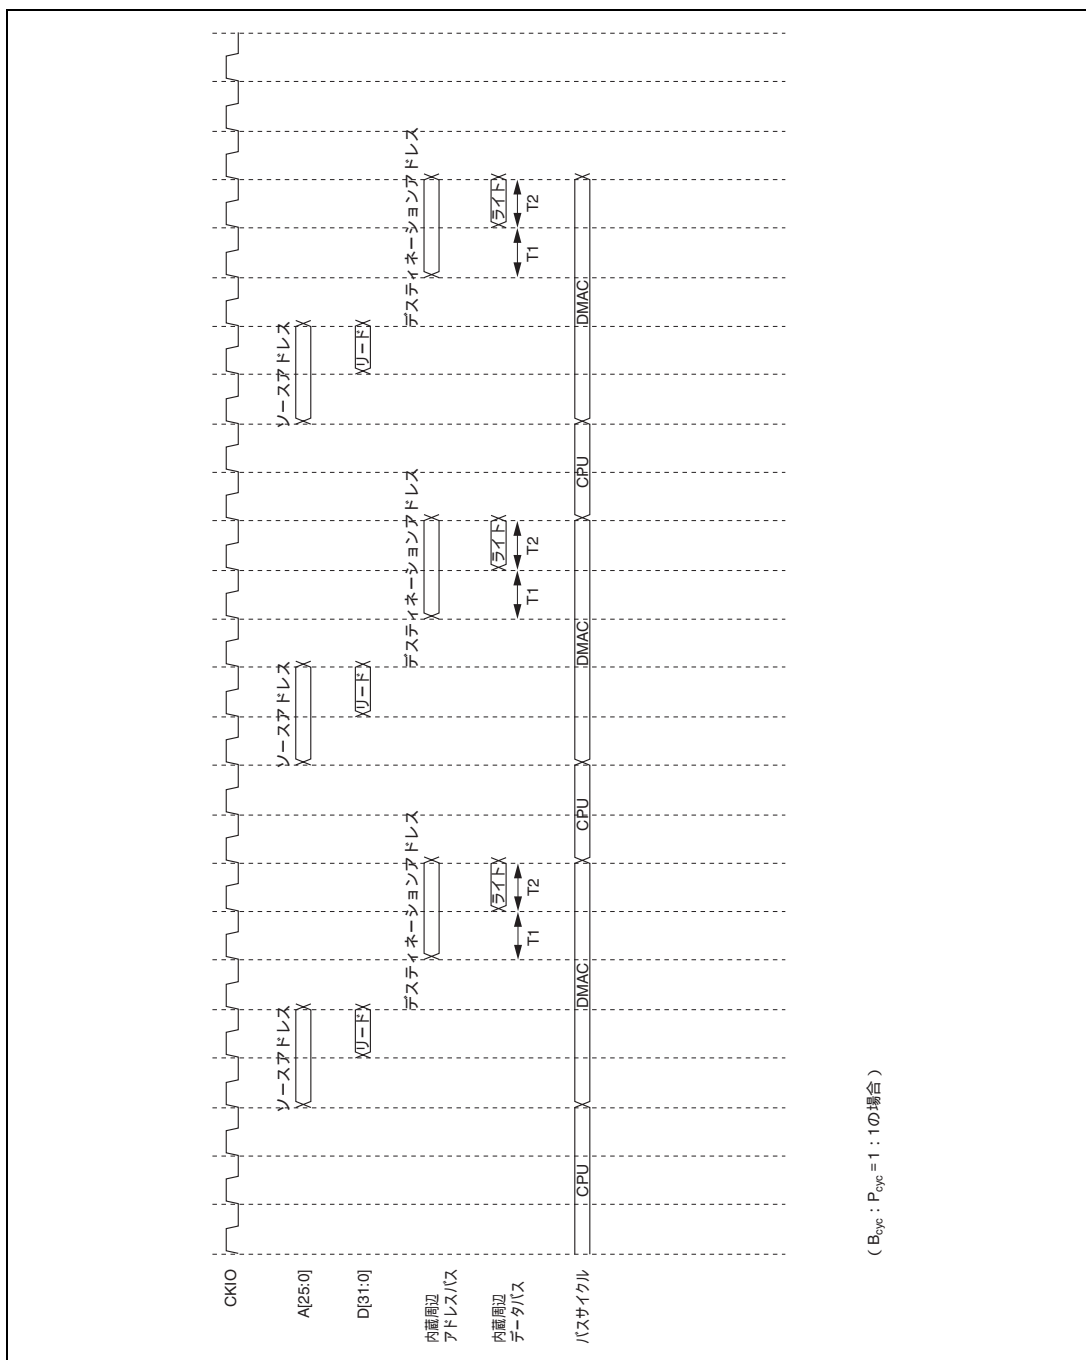 CKIO
A[25:0]
ソースアドレス
ソースアドレス
ソースアドレス
D[31:0]
リード
リード
リード
内蔵周辺
アドレスバス
デスティネーションアドレス
デスティネーションアドレス
デスティネーションアドレス
内蔵周辺
データバス
ライト
ライト
ライト
T1
T2
T1
T2
T1
T2
バスサイクル
CPU
DMAC
CPU
DMAC
CPU
DMAC
（Bcyc：Pcyc = 1：1の場合）